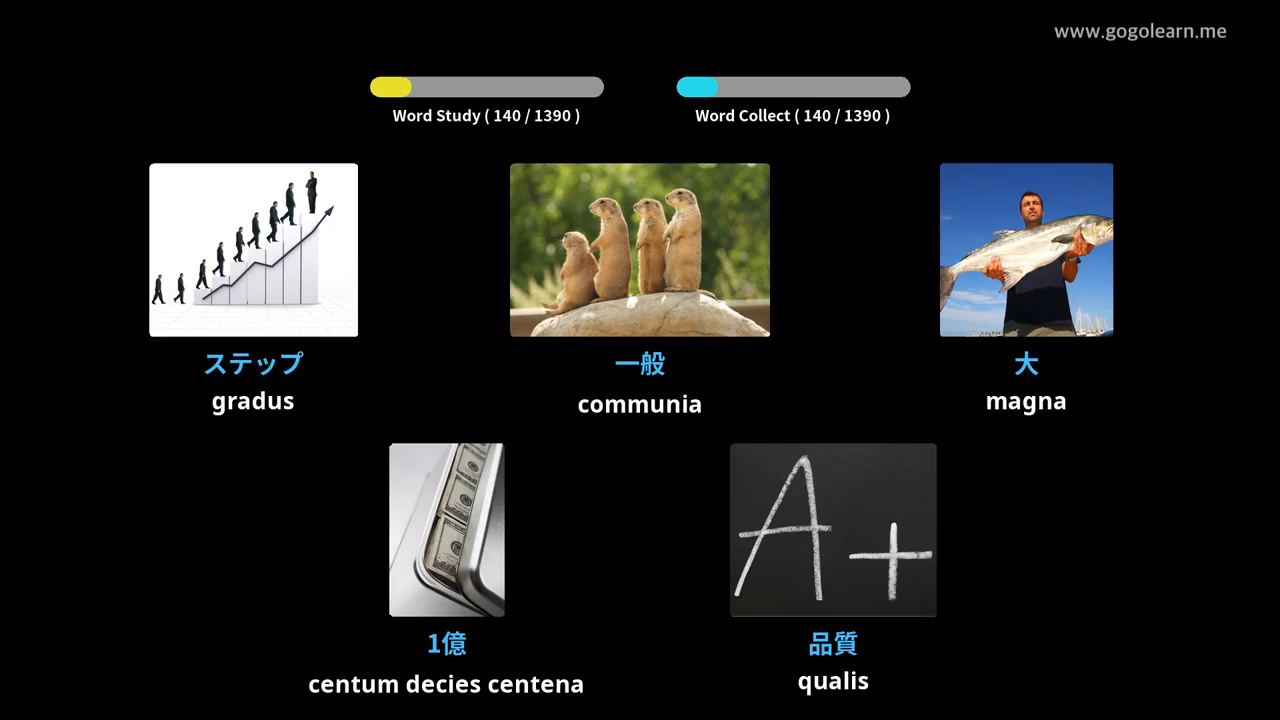 www.gogolearn.me
Word Study ( 140 / 1390 )
Word Collect ( 140 / 1390 )
ステップ
gradus
一般
communia
大
magna
A+
1億
centum decies centena
品質
qualis